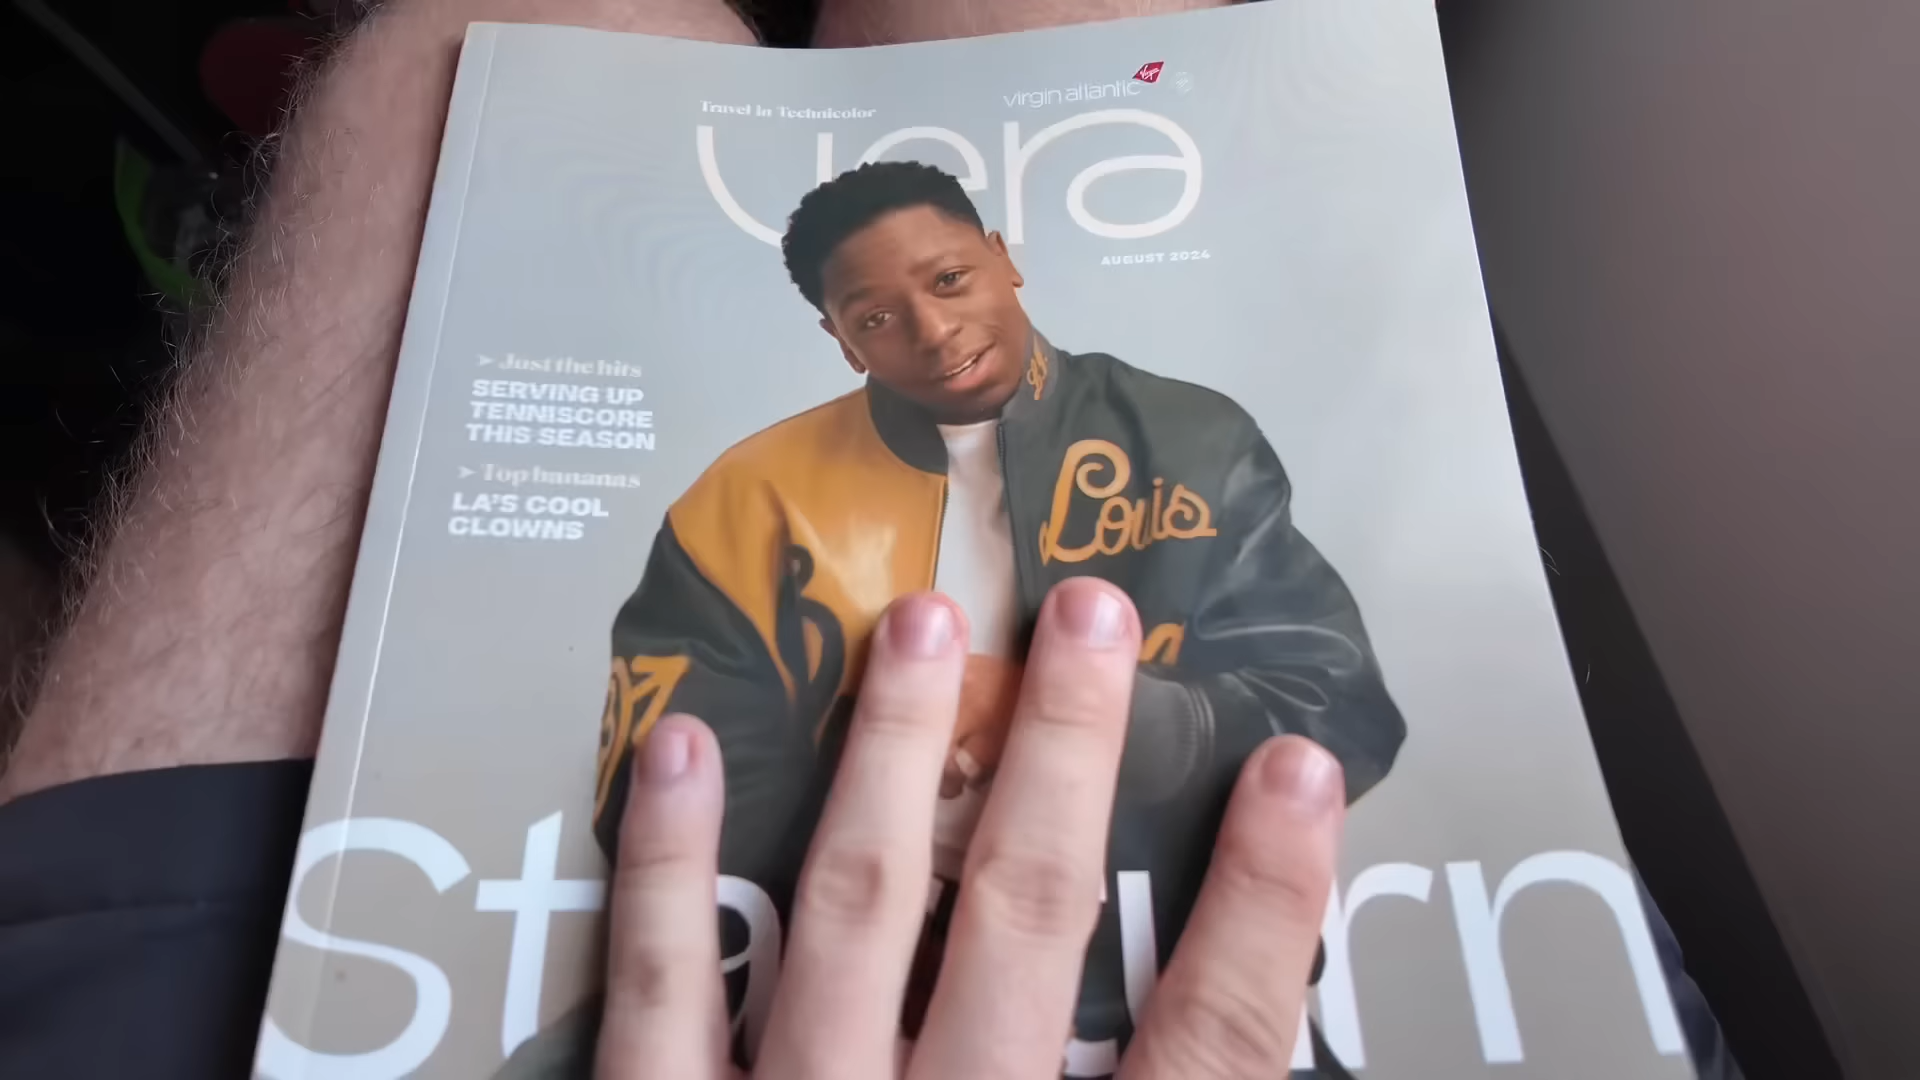 Travel in Technicolor
virgin atlantic
Virgin
vera
AUGUST 2024
➤ Just the hits
SERVING UP
TENNISCORE
THIS SEASON
➤ Top bananas
LA'S COOL
CLOWNS
Louis